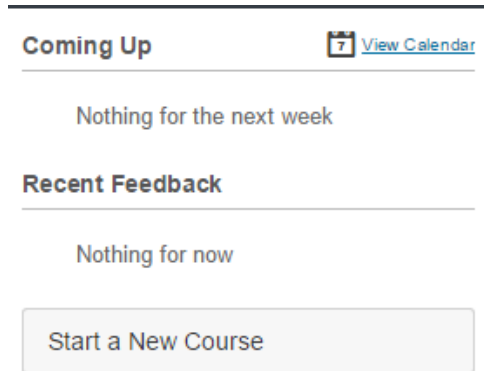 Coming Up
7 View Calendar
Nothing for the next week
Recent Feedback
Nothing for now
Start a New Course